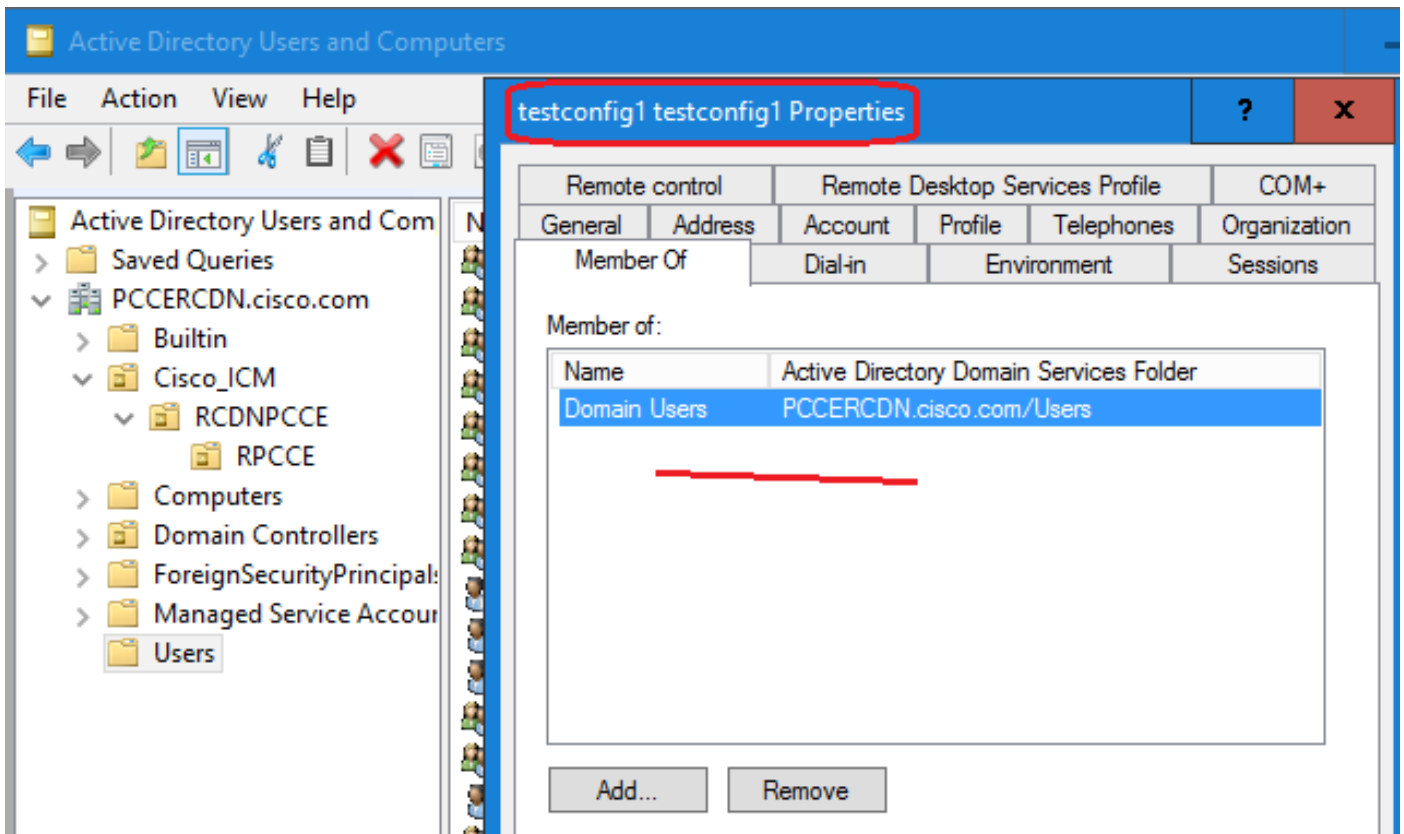 Active Directory Users and Computers
File Action View Help
testconfig1 testconfig1 Properties
? x
Remote control Remote Desktop Services Profile COM+
General Address Account Profile Telephones Organization
Member Of Dial-in Environment Sessions
Active Directory Users and Com
Saved Queries
PCCERCDN.cisco.com
Builtin
Cisco_ICM
RCDNPCCE
RPCCE
Computers
Domain Controllers
ForeignSecurityPrincipals
Managed Service Accour
Users
N
Member of:
Name Active Directory Domain Services Folder
Domain Users PCCERCDN.cisco.com/Users
Add... Remove